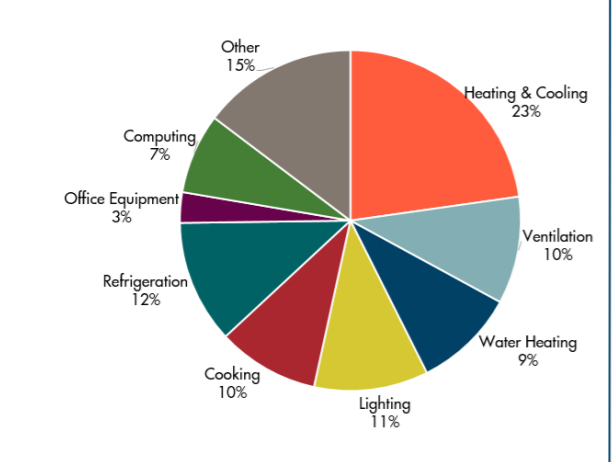 Other
15%
Heating & Cooling
23%
Computing
7%
Office Equipment
3%
Ventilation
10%
Refrigeration
12%
Water Heating
9%
Cooking
10%
Lighting
11%